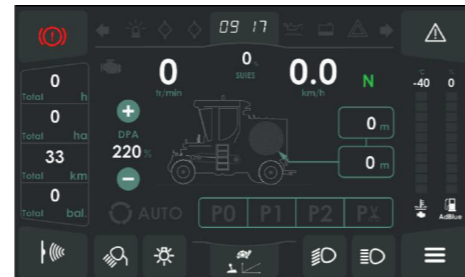 09 17
0 %
SUIES
0
tr/min
0.0
km/h
N
°C
-40
%
0
0
Total h
0
Total ha
33
Total km
0
Total bal.
DPA
220 %
0 m
0 m
AUTO
P0 P1 P2 PX
AdBlue